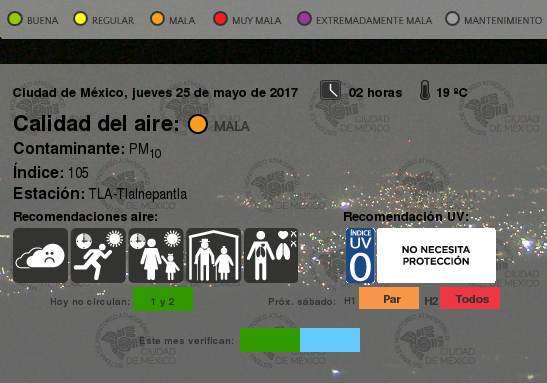 BUENA REGULAR MALA MUY MALA EXTREMADAMENTE MALA MANTENIMIENTO
Ciudad de México, jueves 25 de mayo de 2017 02 horas 19 ºC
Calidad del aire: MALA
Contaminante: PM10
Índice: 105
Estación: TLA-Tlalnepantla
Recomendaciones aire: Recomendación UV:
ÍNDICE UV 0 NO NECESITA PROTECCIÓN
Hoy no circulan: 1 y 2 Próx. sábado: H1 Par H2 Todos
Este mes verifican:
CIUDAD DE MÉXICO